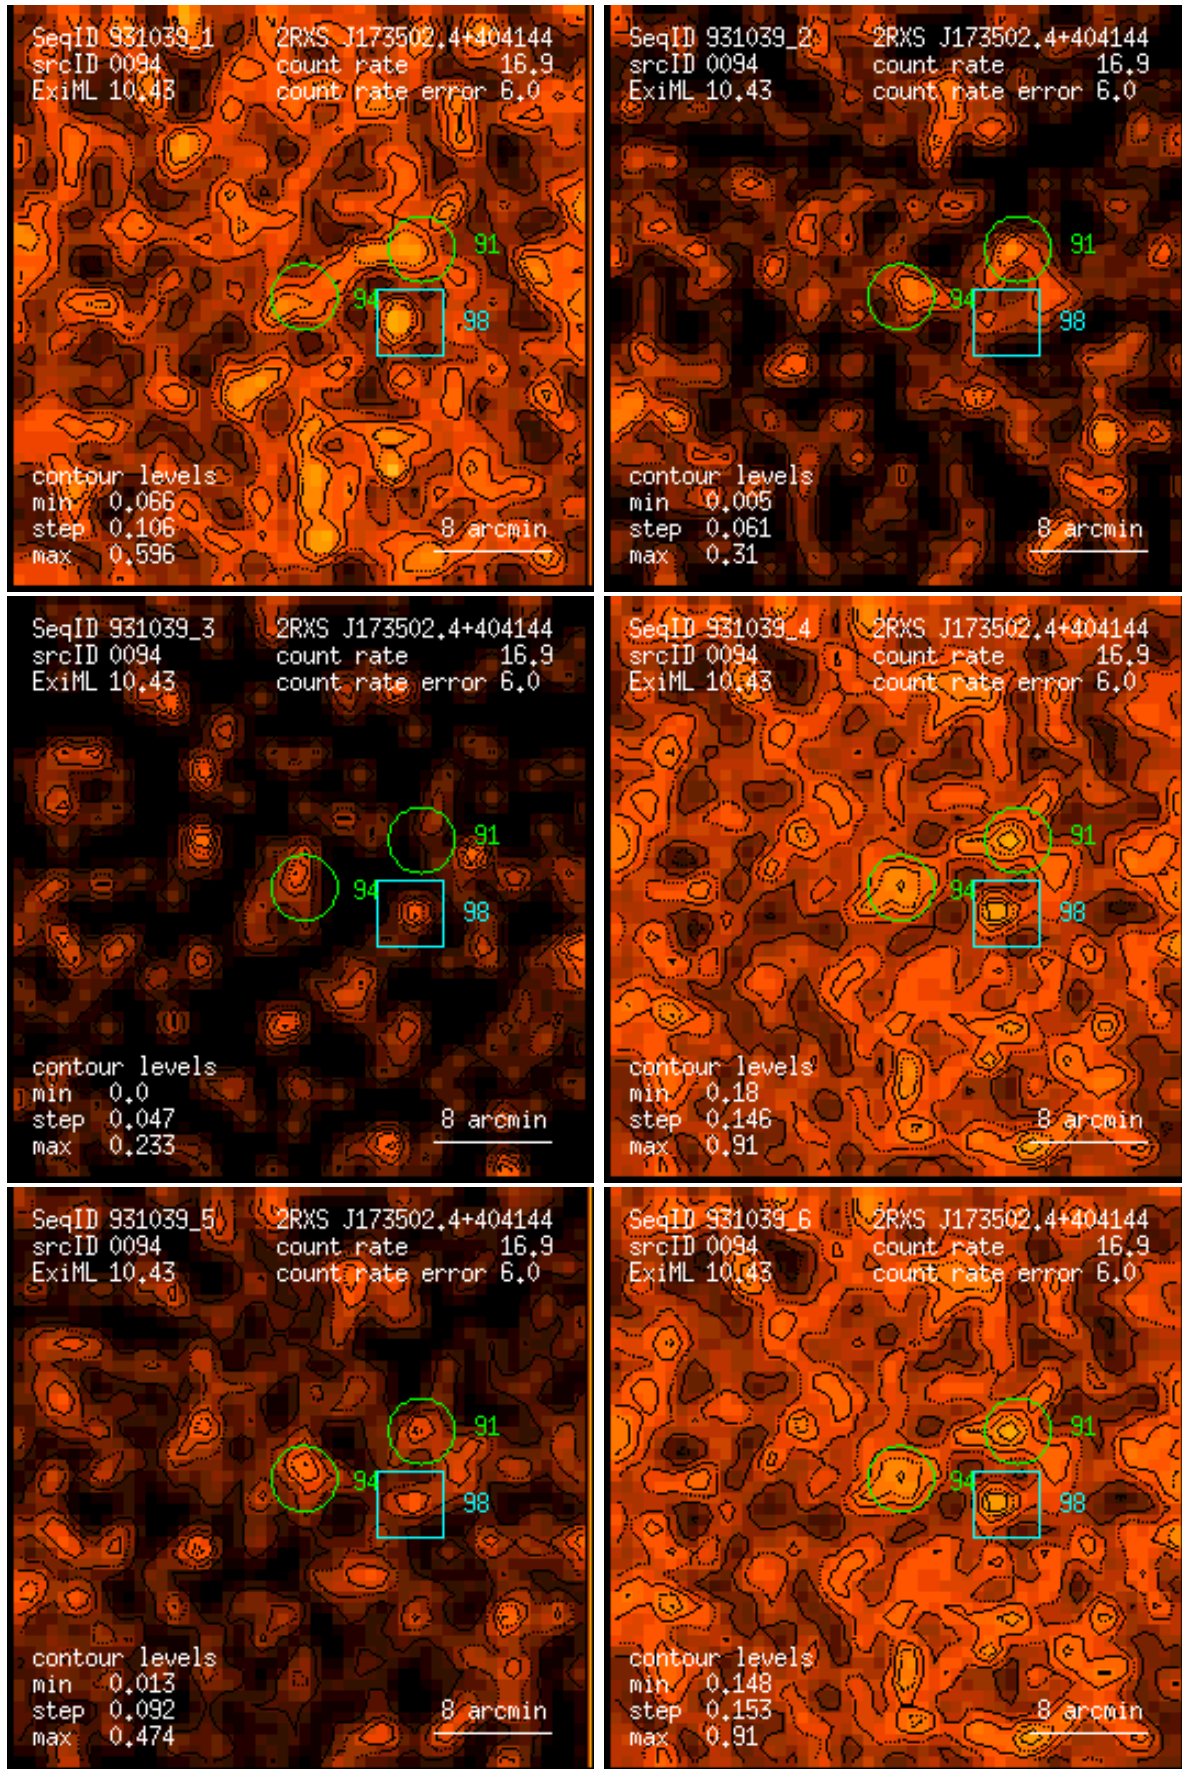 SeqID 931039_1 2RXS J173502.4+404144
srcID 0094 count rate 16.9
ExiML 10.43 count rate error 6.0
91
94
98
contour levels
min 0.066
step 0.106 8 arcmin
max 0.596
SeqID 931039_2 2RXS J173502.4+404144
srcID 0094 count rate 16.9
ExiML 10.43 count rate error 6.0
91
94
98
contour levels
min 0.005
step 0.061 8 arcmin
max 0.31
SeqID 931039_3 2RXS J173502.4+404144
srcID 0094 count rate 16.9
ExiML 10.43 count rate error 6.0
91
94
98
contour levels
min 0.0
step 0.047 8 arcmin
max 0.233
SeqID 931039_4 2RXS J173502.4+404144
srcID 0094 count rate 16.9
ExiML 10.43 count rate error 6.0
91
94
98
contour levels
min 0.18
step 0.146 8 arcmin
max 0.91
SeqID 931039_5 2RXS J173502.4+404144
srcID 0094 count rate 16.9
ExiML 10.43 count rate error 6.0
91
94
98
contour levels
min 0.013
step 0.092 8 arcmin
max 0.474
SeqID 931039_6 2RXS J173502.4+404144
srcID 0094 count rate 16.9
ExiML 10.43 count rate error 6.0
91
94
98
contour levels
min 0.148
step 0.153 8 arcmin
max 0.91